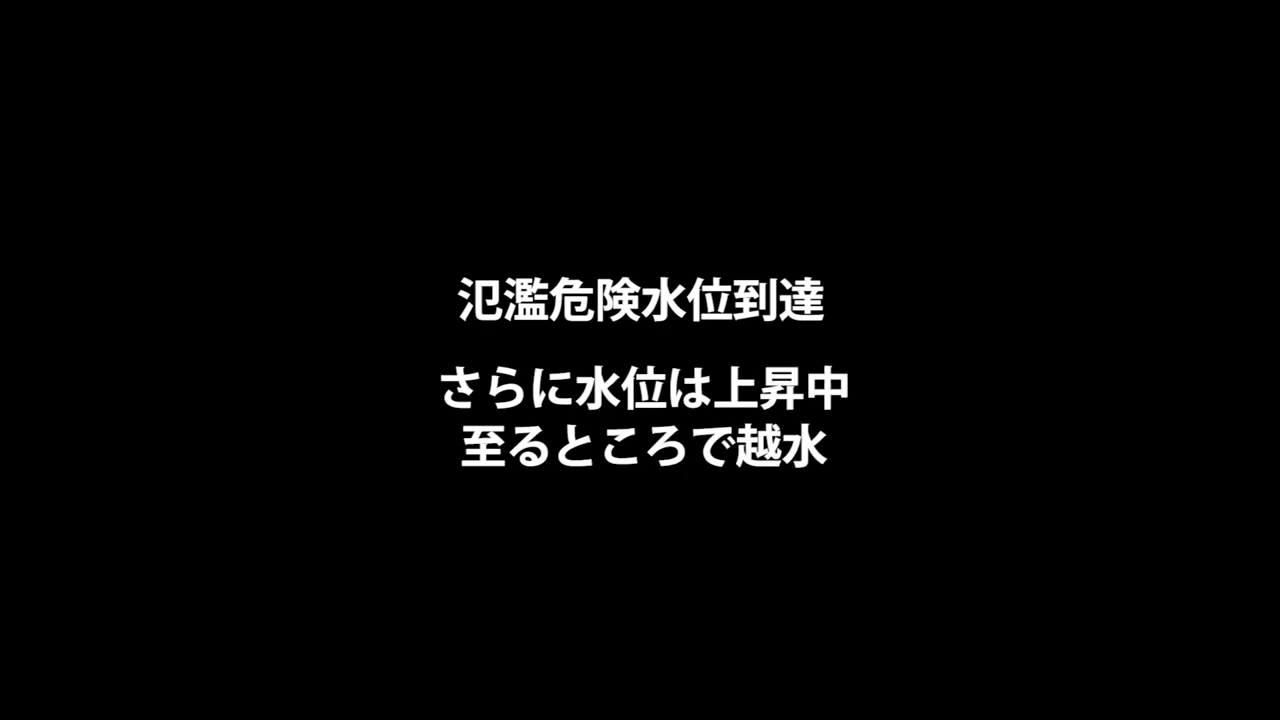 氾濫危険水位到達
さらに水位は上昇中
至るところで越水